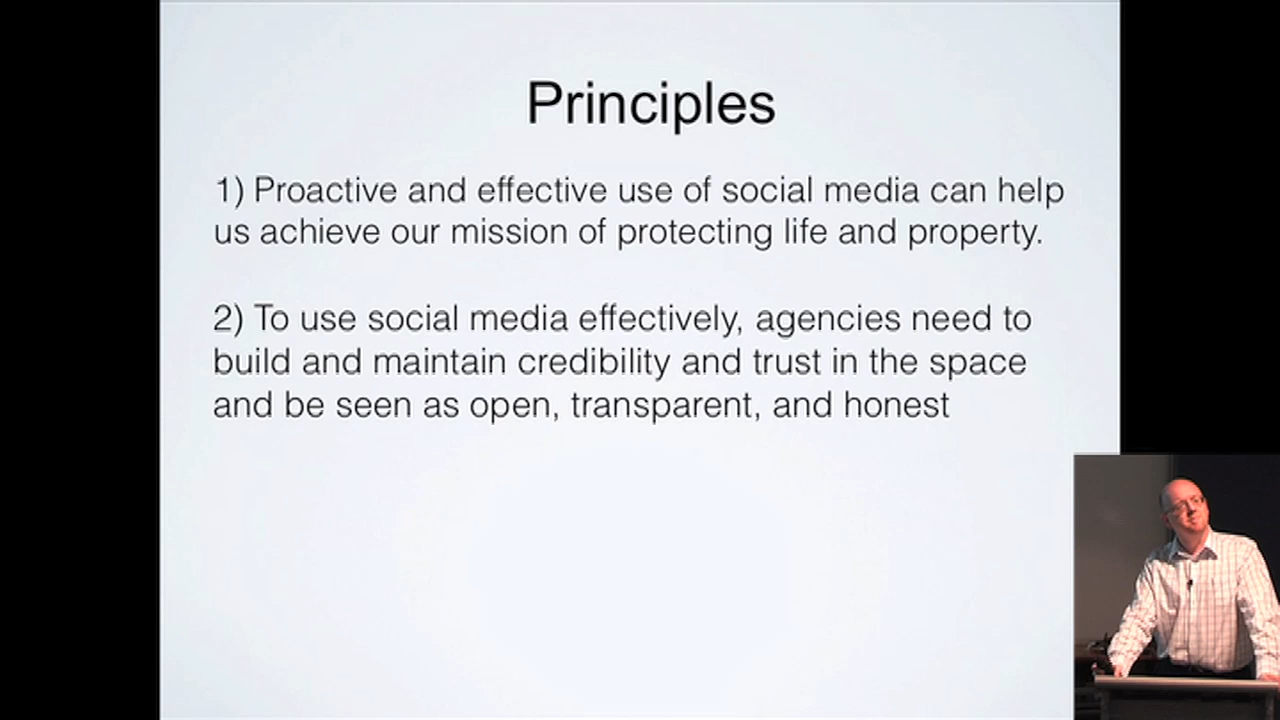 Principles
1) Proactive and effective use of social media can help
us achieve our mission of protecting life and property.
2) To use social media effectively, agencies need to
build and maintain credibility and trust in the space
and be seen as open, transparent, and honest